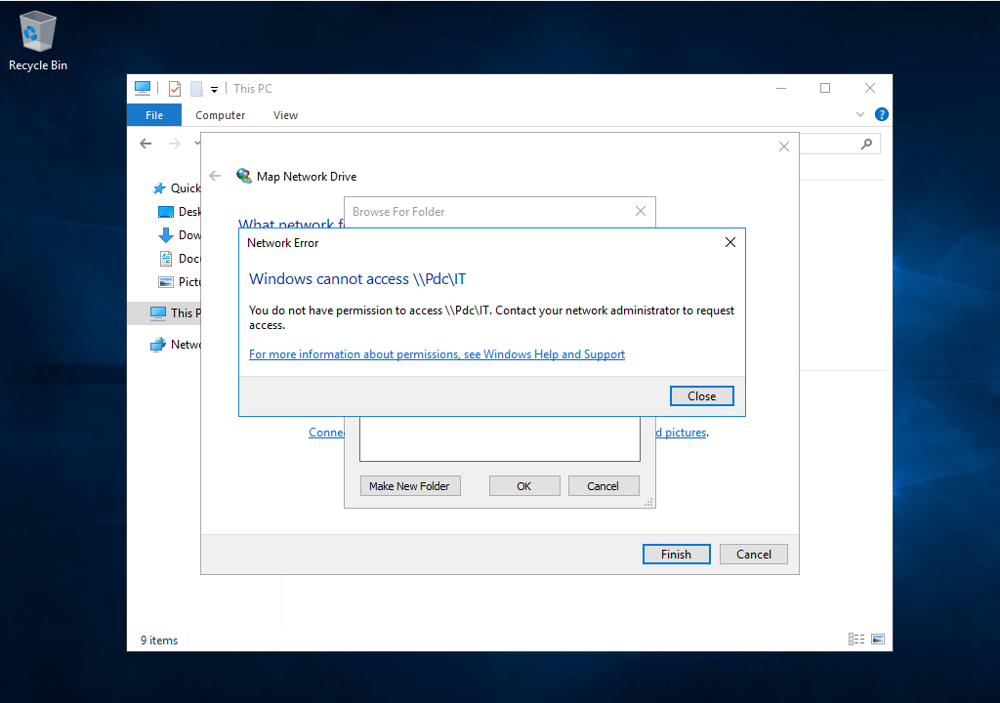 Recycle Bin
This PC
File
Computer
View
?
Map Network Drive
Quick
Desk
Dow
Docu
Pictu
This P
Netwo
Browse For Folder
What network f
Network Error
Windows cannot access \\Pdc\IT
You do not have permission to access \\Pdc\IT. Contact your network administrator to request
access.
For more information about permissions, see Windows Help and Support
Close
Connec
d pictures.
Make New Folder
OK
Cancel
Finish
Cancel
9 items